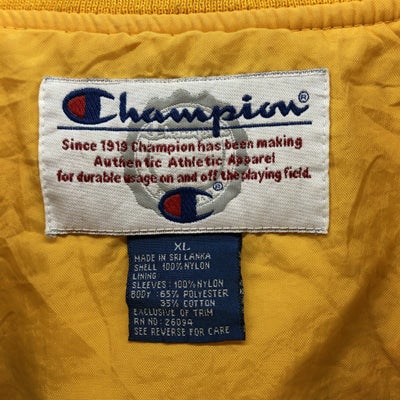 Champion®
Since 1919 Champion has been making
Authentic Athletic Apparel
for durable usage on and off the playing field.
®
XL
MADE IN SRI LANKA
SHELL 100% NYLON
LINING
SLEEVES: 100% NYLON
BODY: 65% POLYESTER
35% COTTON
EXCLUSIVE OF TRIM
RN NO: 26094
SEE REVERSE FOR CARE